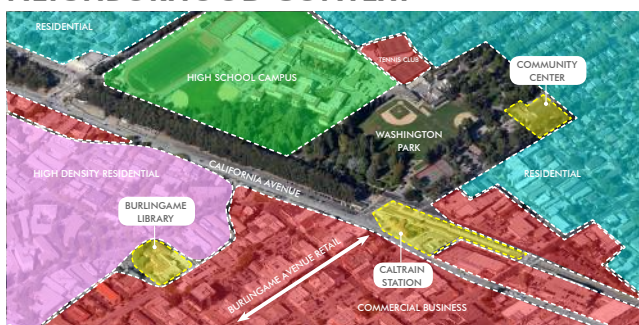 RESIDENTIAL
HIGH SCHOOL CAMPUS
TENNIS CLUB
COMMUNITY
CENTER
WASHINGTON
PARK
CALIFORNIA AVENUE
HIGH DENSITY RESIDENTIAL
RESIDENTIAL
BURLINGAME
LIBRARY
BURLINGAME AVENUE RETAIL
CALTRAIN
STATION
COMMERCIAL BUSINESS